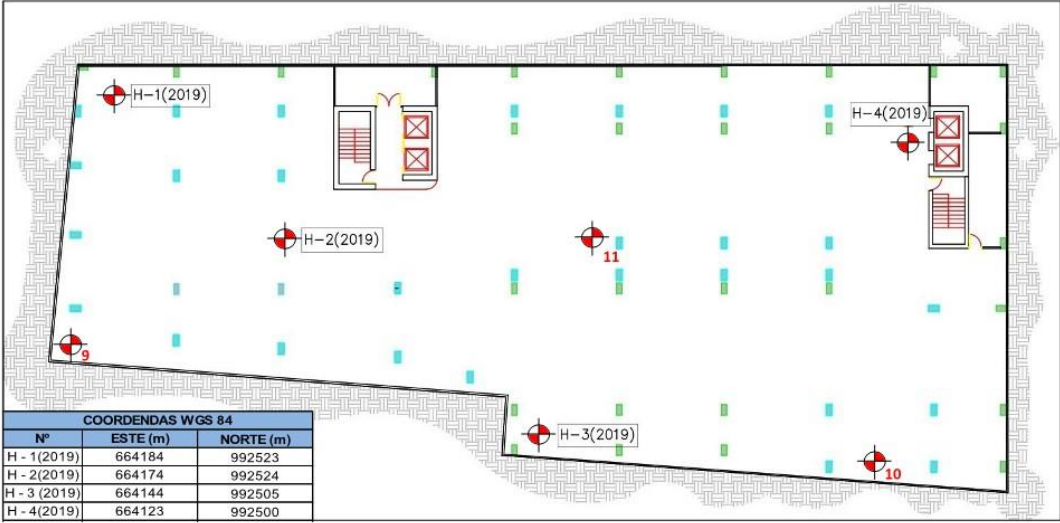 H-1(2019)
H-4(2019)
H-2(2019)
11
9
H-3(2019)
10
COORDENDAS WGS 84
Nº ESTE (m) NORTE (m)
H - 1(2019) 664184 992523
H - 2(2019) 664174 992524
H - 3 (2019) 664144 992505
H - 4(2019) 664123 992500